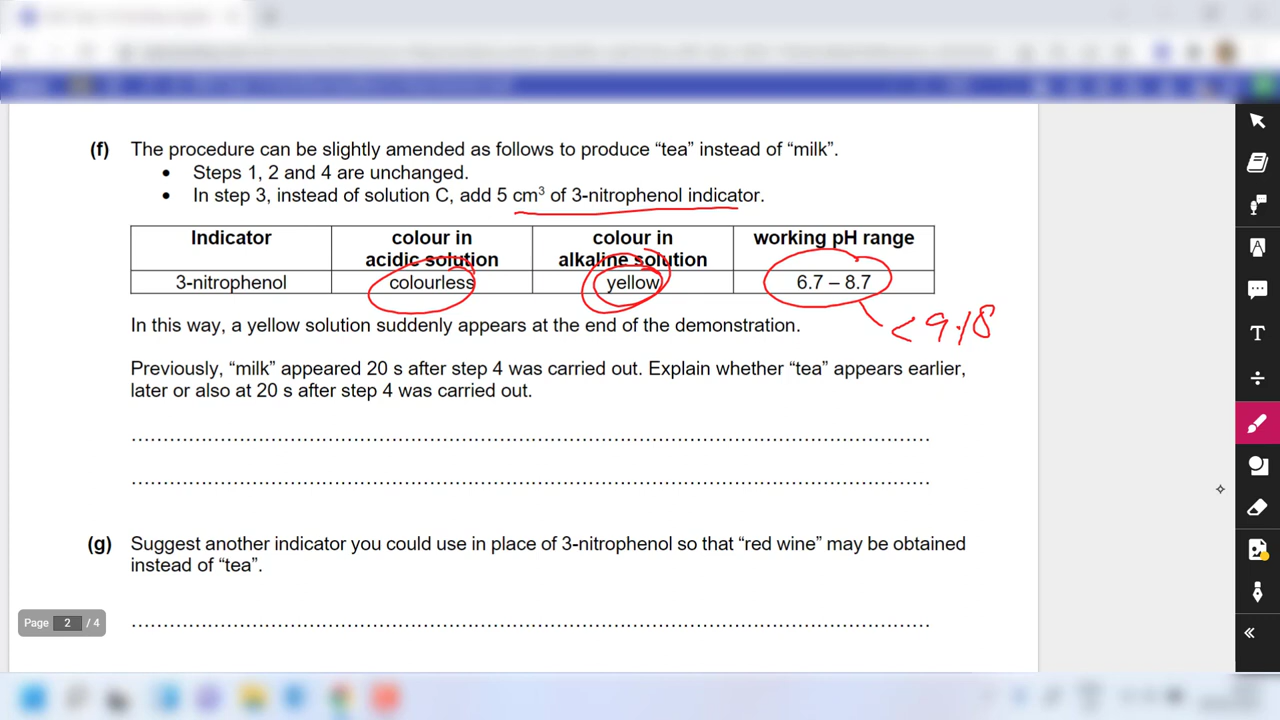 (f) The procedure can be slightly amended as follows to produce “tea” instead of “milk”.
• Steps 1, 2 and 4 are unchanged.
• In step 3, instead of solution C, add 5 cm³ of 3-nitrophenol indicator.
Indicator colour in acidic solution colour in alkaline solution working pH range
3-nitrophenol colourless yellow 6.7 – 8.7
In this way, a yellow solution suddenly appears at the end of the demonstration.
< 9.18
Previously, “milk” appeared 20 s after step 4 was carried out. Explain whether “tea” appears earlier,
later or also at 20 s after step 4 was carried out.
(g) Suggest another indicator you could use in place of 3-nitrophenol so that “red wine” may be obtained
instead of “tea”.
Page 2 / 4